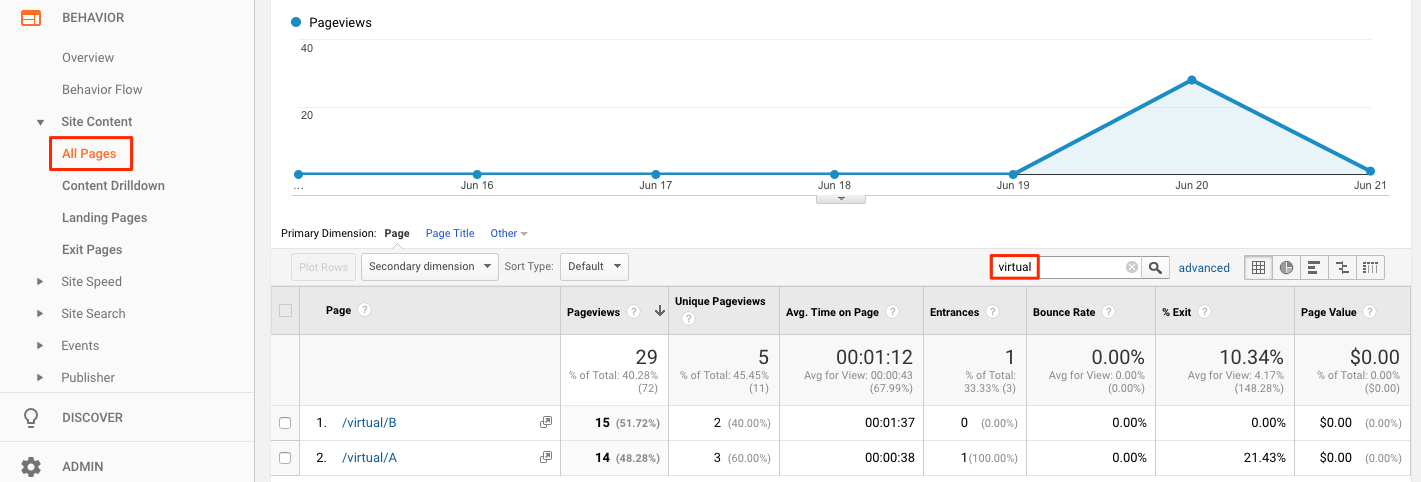 BEHAVIOR
Overview
Behavior Flow
Site Content
All Pages
Content Drilldown
Landing Pages
Exit Pages
Site Speed
Site Search
Events
Publisher
DISCOVER
ADMIN
Pageviews
40
20
... Jun 16 Jun 17 Jun 18 Jun 19 Jun 20 Jun 21
Primary Dimension: Page Page Title Other
Plot Rows Secondary dimension Sort Type: Default virtual advanced
Page ? Pageviews ? Unique Pageviews ? Avg. Time on Page ? Entrances ? Bounce Rate ? % Exit ? Page Value ?
29 5 00:01:12 1 0.00% 10.34% $0.00
% of Total: 40.28% % of Total: 45.45% Avg for View: 00:00:43 % of Total: Avg for View: 0.00% Avg for View: 4.17% % of Total: 0.00%
(72) (11) (67.99%) 33.33% (3) (0.00%) (148.28%) ($0.00)
1. /virtual/B 15 (51.72%) 2 (40.00%) 00:01:37 0 (0.00%) 0.00% 0.00% $0.00 (0.00%)
2. /virtual/A 14 (48.28%) 3 (60.00%) 00:00:38 1(100.00%) 0.00% 21.43% $0.00 (0.00%)